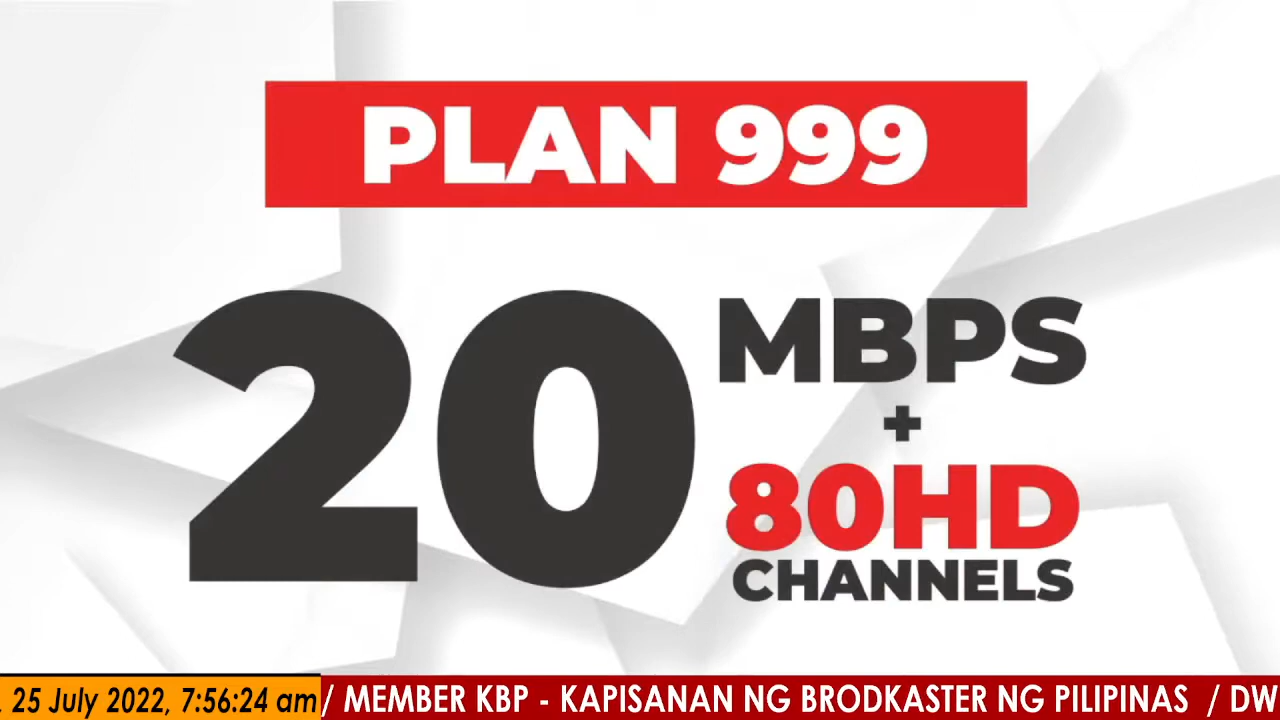 PLAN 999
20 MBPS
+
80HD
CHANNELS
25 July 2022, 7:56:24 am / MEMBER KBP - KAPISANAN NG BRODKASTER NG PILIPINAS / DW